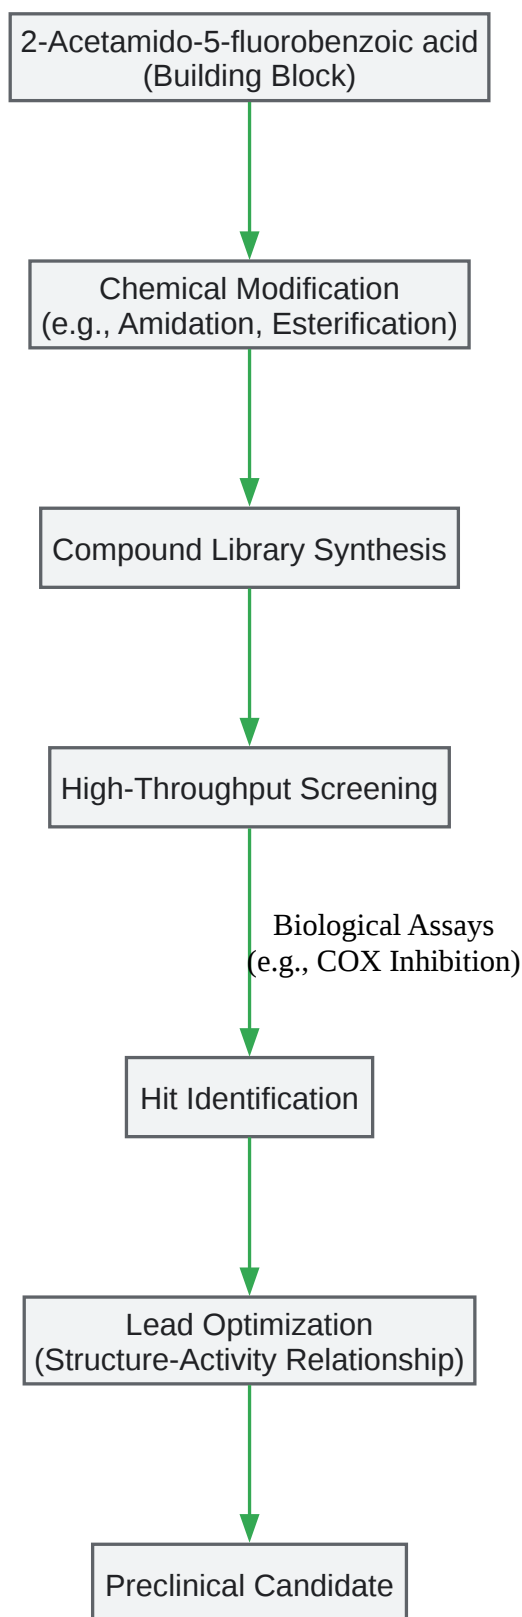 2-Acetamido-5-fluorobenzoic acid
(Building Block)
Chemical Modification
(e.g., Amidation, Esterification)
Compound Library Synthesis
High-Throughput Screening
Biological Assays
(e.g., COX Inhibition)
Hit Identification
Lead Optimization
(Structure-Activity Relationship)
Preclinical Candidate